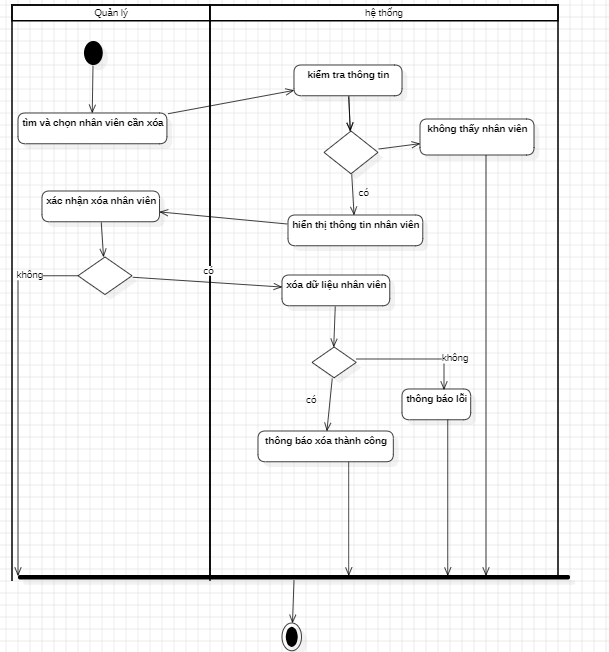 Quản lý
hệ thống
kiểm tra thông tin
tìm và chọn nhân viên cần xóa
không thấy nhân viên
có
xác nhận xóa nhân viên
hiển thị thông tin nhân viên
không
có
xóa dữ liệu nhân viên
không
có
thông báo lỗi
thông báo xóa thành công